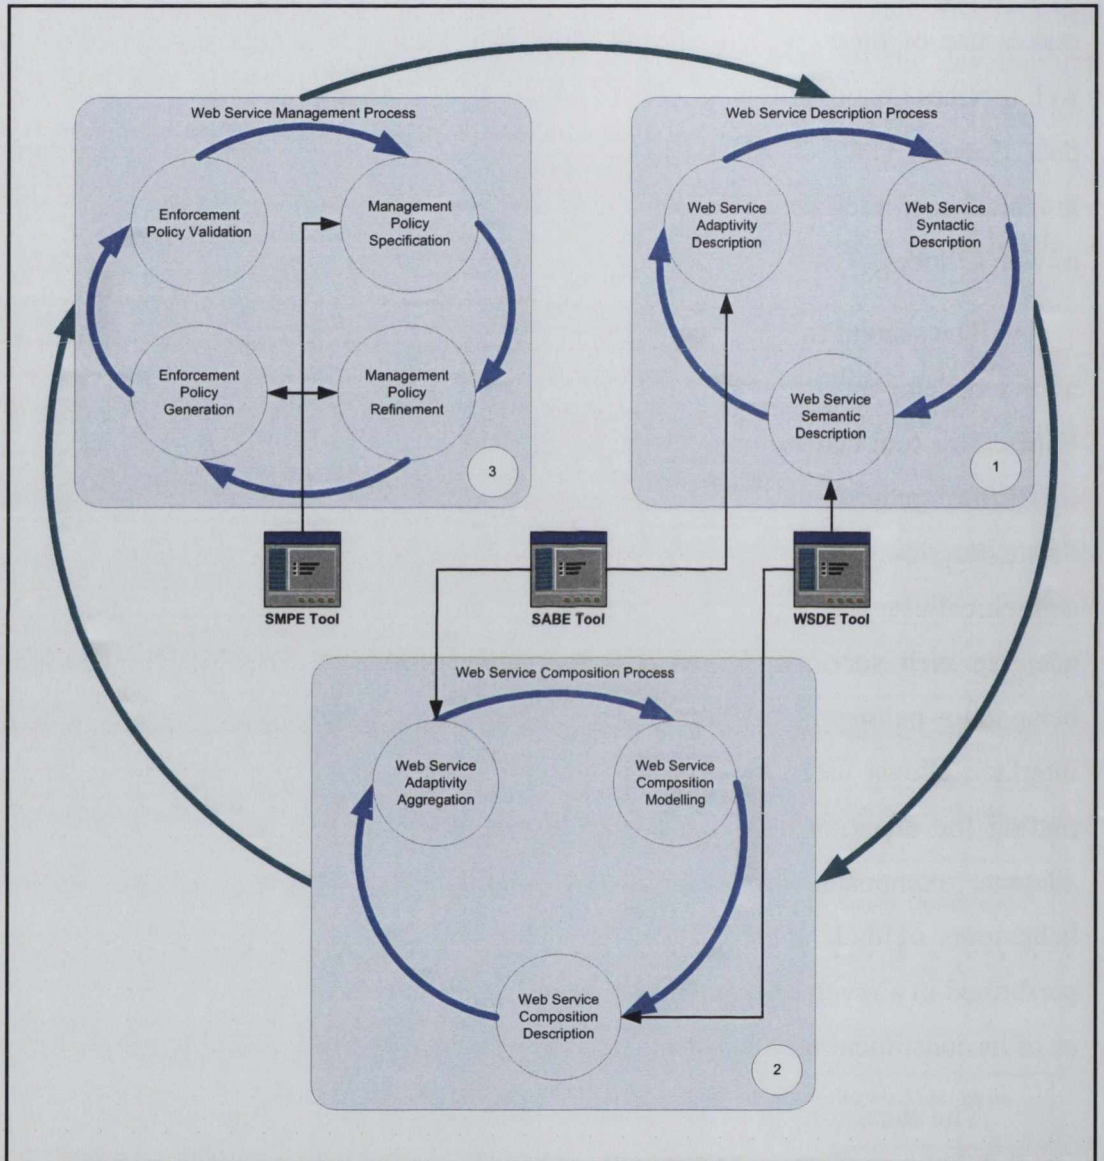 Web Service Management Process
Enforcement
Policy Validation
Management
Policy
Specification
Enforcement
Policy
Generation
Management
Policy
Refinement
3
Web Service Description Process
Web Service
Adaptivity
Description
Web Service
Syntactic
Description
Web Service
Semantic
Description
1
SMPE Tool
SABE Tool
WSDE Tool
Web Service Composition Process
Web Service
Adaptivity
Aggregation
Web Service
Composition
Modelling
Web Service
Composition
Description
2